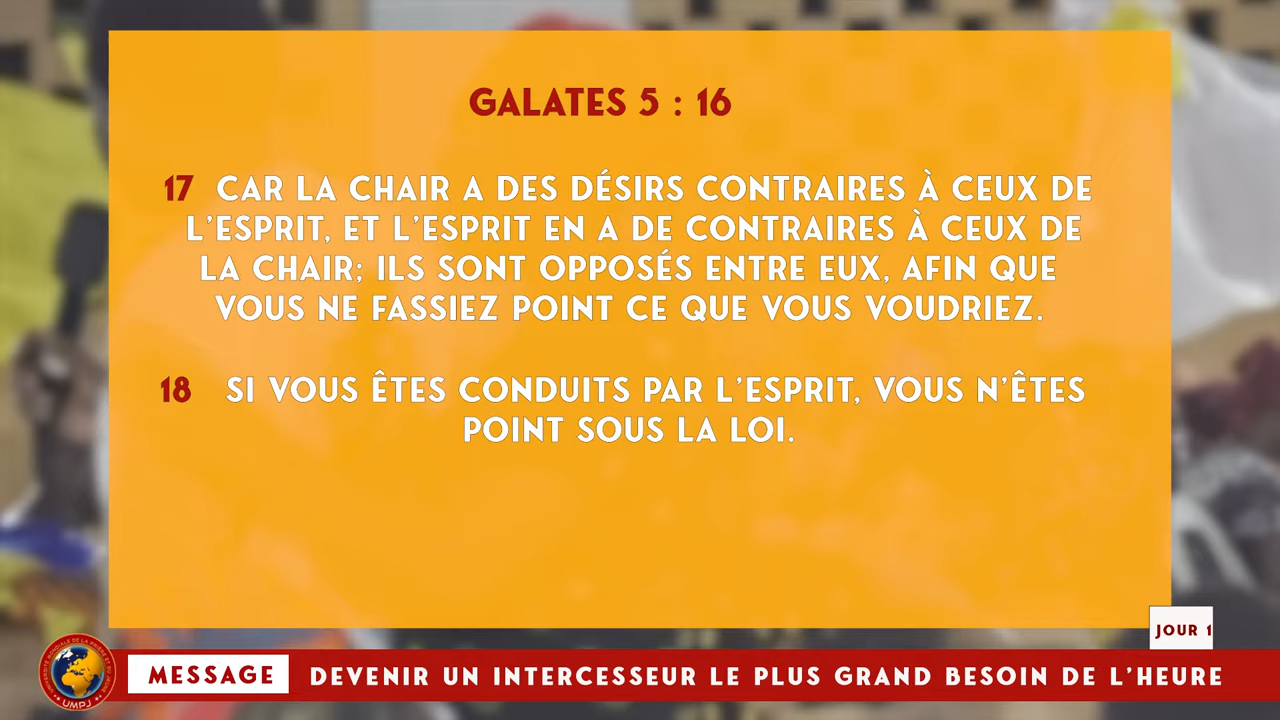 GALATES 5 : 16
17 CAR LA CHAIR A DES DÉSIRS CONTRAIRES À CEUX DE
L'ESPRIT, ET L'ESPRIT EN A DE CONTRAIRES À CEUX DE
LA CHAIR; ILS SONT OPPOSÉS ENTRE EUX, AFIN QUE
VOUS NE FASSIEZ POINT CE QUE VOUS VOUDRIEZ.
18 SI VOUS ÊTES CONDUITS PAR L'ESPRIT, VOUS N'ÊTES
POINT SOUS LA LOI.
JOUR 1
MESSAGE DEVENIR UN INTERCESSEUR LE PLUS GRAND BESOIN DE L'HEURE
UMPJ